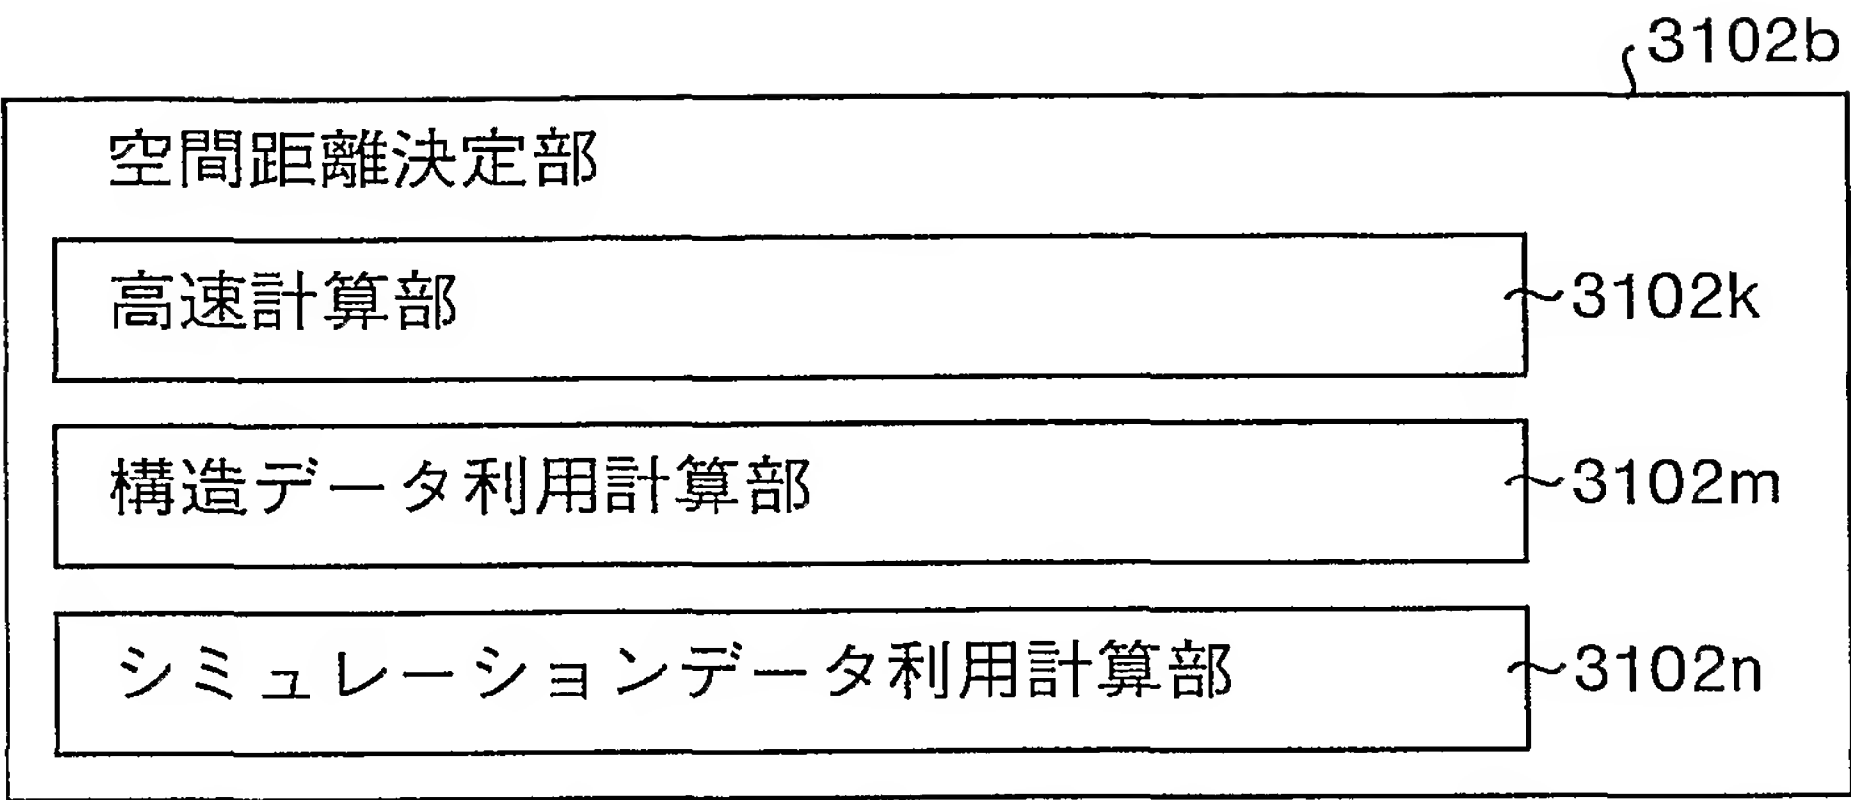 3102b
空間距離決定部
高速計算部 3102k
構造データ利用計算部 3102m
シミュレーションデータ利用計算部 3102n